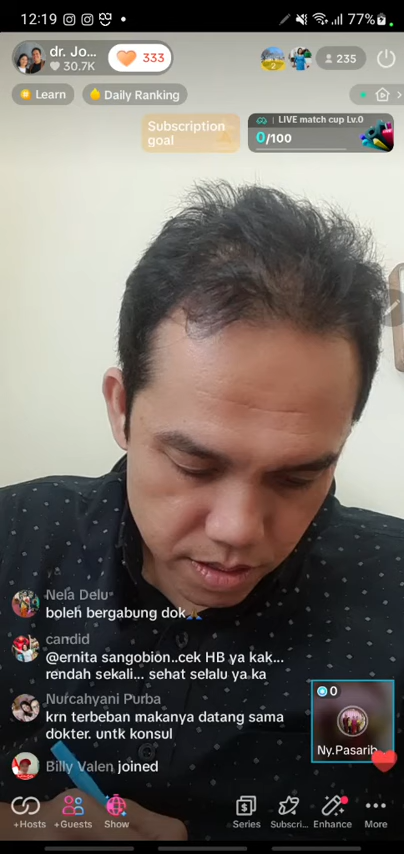 12:19
77%
dr. Jo...
30.7K
333
2
235
Learn
Daily Ranking
Subscription
goal
LIVE match cup Lv.0
0/100
Nela Delu
boleh bergabung dok🙏
candid
@ernita sangobion..cek HB ya kak...
rendah sekali... sehat selalu ya ka
Nurcahyani Purba
krn terbeban makanya datang sama
dokter. untk konsul
0
Ny.Pasarib
Billy Valen joined
+Hosts
+Guests
Show
Series
Subscri...
Enhance
More